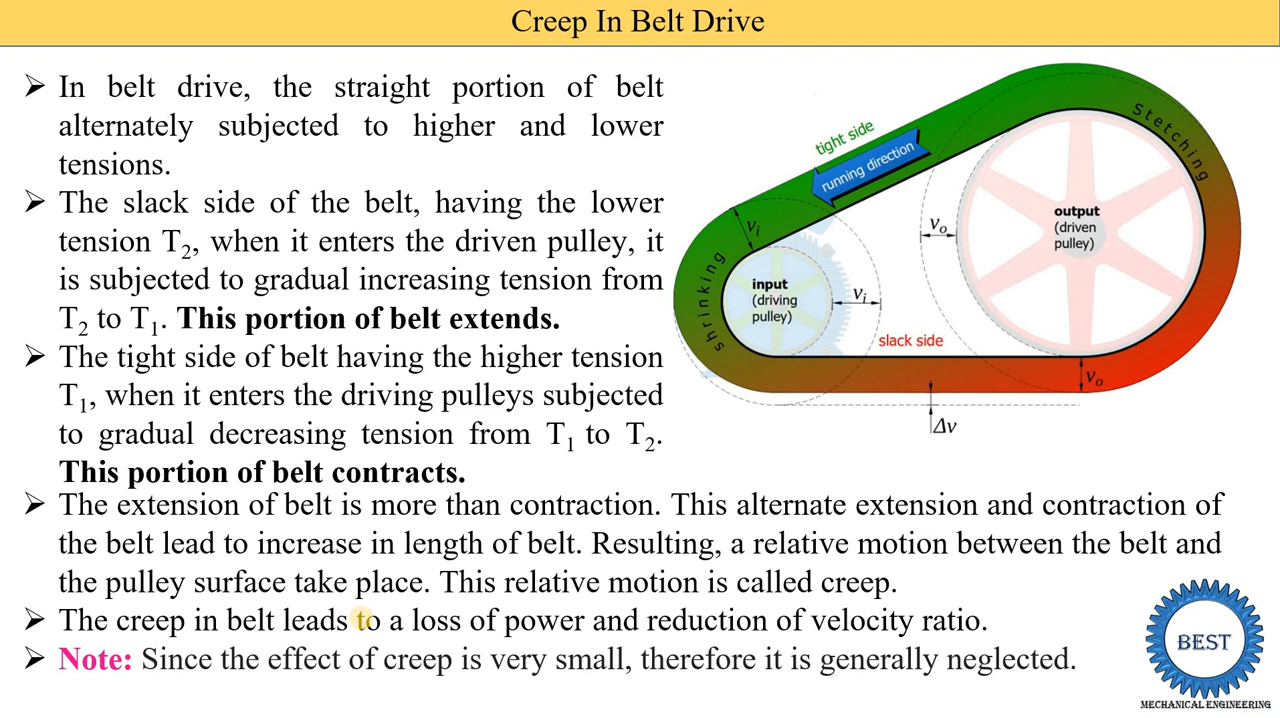 Creep In Belt Drive
➢ In belt drive, the straight portion of belt
alternately subjected to higher and lower
tensions.
➢ The slack side of the belt, having the lower
tension T₂, when it enters the driven pulley, it
is subjected to gradual increasing tension from
T₂ to T₁. This portion of belt extends.
➢ The tight side of belt having the higher tension
T₁, when it enters the driving pulleys subjected
to gradual decreasing tension from T₁ to T₂.
This portion of belt contracts.
➢ The extension of belt is more than contraction. This alternate extension and contraction of
the belt lead to increase in length of belt. Resulting, a relative motion between the belt and
the pulley surface take place. This relative motion is called creep.
➢ The creep in belt leads to a loss of power and reduction of velocity ratio.
➢ Note: Since the effect of creep is very small, therefore it is generally neglected.
tight side
running direction
Stetching
shrinking
vᵢ
vₒ
output
(driven
pulley)
input
(driving
pulley)
vᵢ
slack side
vₒ
Δv
BEST
MECHANICAL ENGINEERING